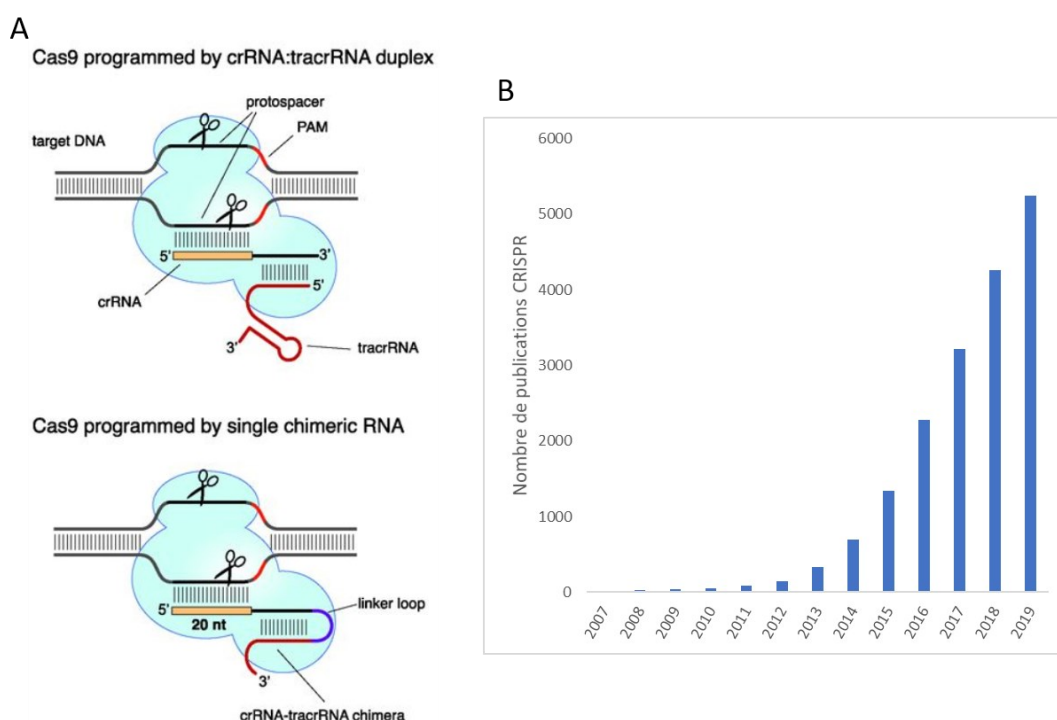 A
Cas9 programmed by crRNA:tracrRNA duplex
protospacer
PAM
target DNA
5'
3'
5'
crRNA
3'
tracrRNA
Cas9 programmed by single chimeric RNA
5'
linker loop
20 nt
3'
crRNA-tracrRNA chimera
B
Nombre de publications CRISPR
6000
5000
4000
3000
2000
1000
0
2007
2008
2009
2010
2011
2012
2013
2014
2015
2016
2017
2018
2019